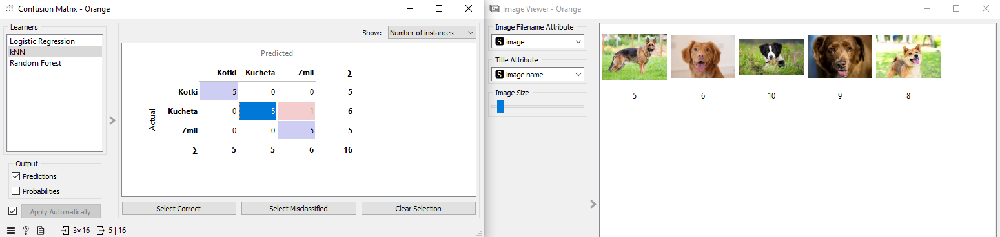 Confusion Matrix - Orange
Learners
Logistic Regression
kNN
Random Forest
Output
Predictions
Probabilities
Apply Automatically
3×16
5 | 16
Show: Number of instances
Predicted
Kotki Kucheta Zmii ∑
Actual
Kotki 5 0 0 5
Kucheta 0 5 1 6
Zmii 0 0 5 5
∑ 5 5 6 16
Select Correct
Select Misclassified
Clear Selection
Image Viewer - Orange
Image Filename Attribute
S image
Title Attribute
S image name
Image Size
5 6 10 9 8